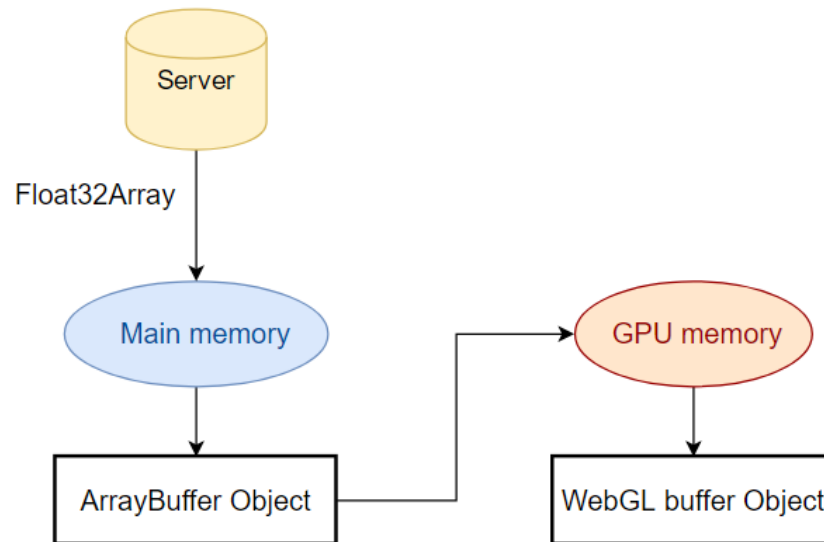 Server
Float32Array
Main memory
GPU memory
ArrayBuffer Object
WebGL buffer Object